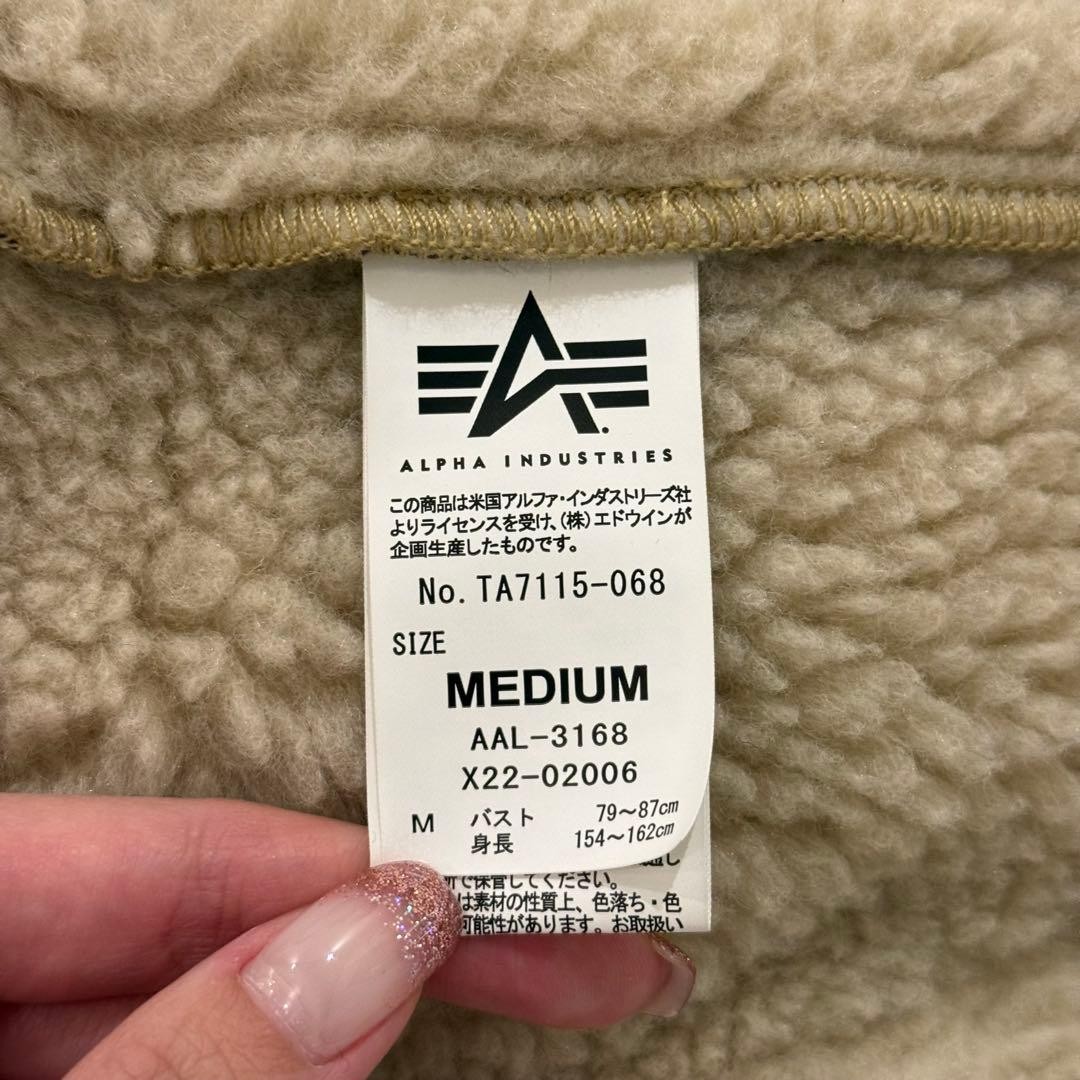 ALPHA INDUSTRIES
この商品は米国アルファ・インダストリーズ社
よりライセンスを受け、(株)エドウインが
企画生産したものです。
No. TA7115-068
SIZE
MEDIUM
AAL-3168
X22-02006
M バスト 79～87cm
身長 154～162cm
で保管してください。
は素材の性質上、色落ち・色
可能性があります。お取扱い